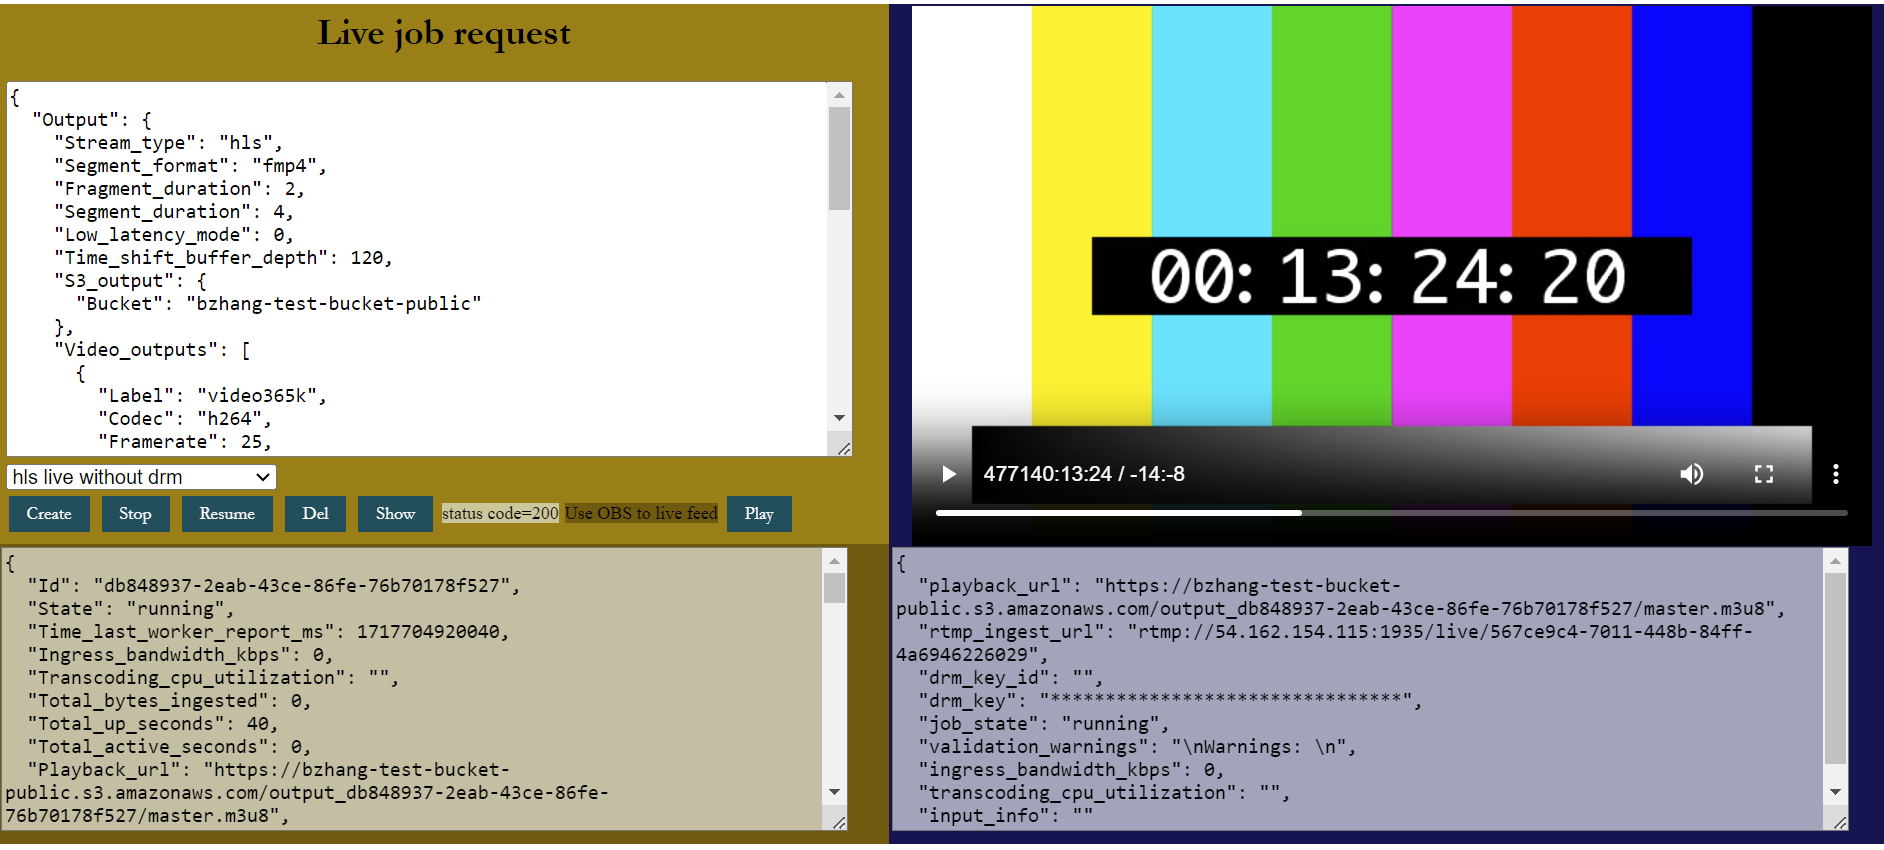 Live job request
{
  "Output": {
    "Stream_type": "hls",
    "Segment_format": "fmp4",
    "Fragment_duration": 2,
    "Segment_duration": 4,
    "Low_latency_mode": 0,
    "Time_shift_buffer_depth": 120,
    "S3_output": {
      "Bucket": "bzhang-test-bucket-public"
    },
    "Video_outputs": [
      {
        "Label": "video365k",
        "Codec": "h264",
        "Framerate": 25,
hls live without drm
Create Stop Resume Del Show status code=200 Use OBS to live feed Play
{
  "Id": "db848937-2eab-43ce-86fe-76b70178f527",
  "State": "running",
  "Time_last_worker_report_ms": 1717704920040,
  "Ingress_bandwidth_kbps": 0,
  "Transcoding_cpu_utilization": "",
  "Total_bytes_ingested": 0,
  "Total_up_seconds": 40,
  "Total_active_seconds": 0,
  "Playback_url": "https://bzhang-test-bucket-
public.s3.amazonaws.com/output_db848937-2eab-43ce-86fe-
76b70178f527/master.m3u8",
00:13:24:20
477140:13:24 / -14:-8
{
  "playback_url": "https://bzhang-test-bucket-
public.s3.amazonaws.com/output_db848937-2eab-43ce-86fe-76b70178f527/master.m3u8",
  "rtmp_ingest_url": "rtmp://54.162.154.115:1935/live/567ce9c4-7011-448b-84ff-
4a6946226029",
  "drm_key_id": "",
  "drm_key": "********************************",
  "job_state": "running",
  "validation_warnings": "\nWarnings: \n",
  "ingress_bandwidth_kbps": 0,
  "transcoding_cpu_utilization": "",
  "input_info": ""